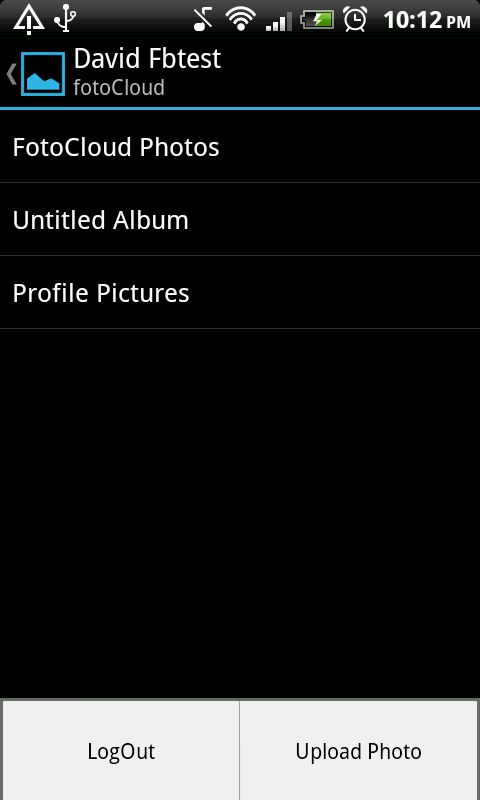 10:12 PM
David Fbtest
fotoCloud
FotoCloud Photos
Untitled Album
Profile Pictures
LogOut
Upload Photo